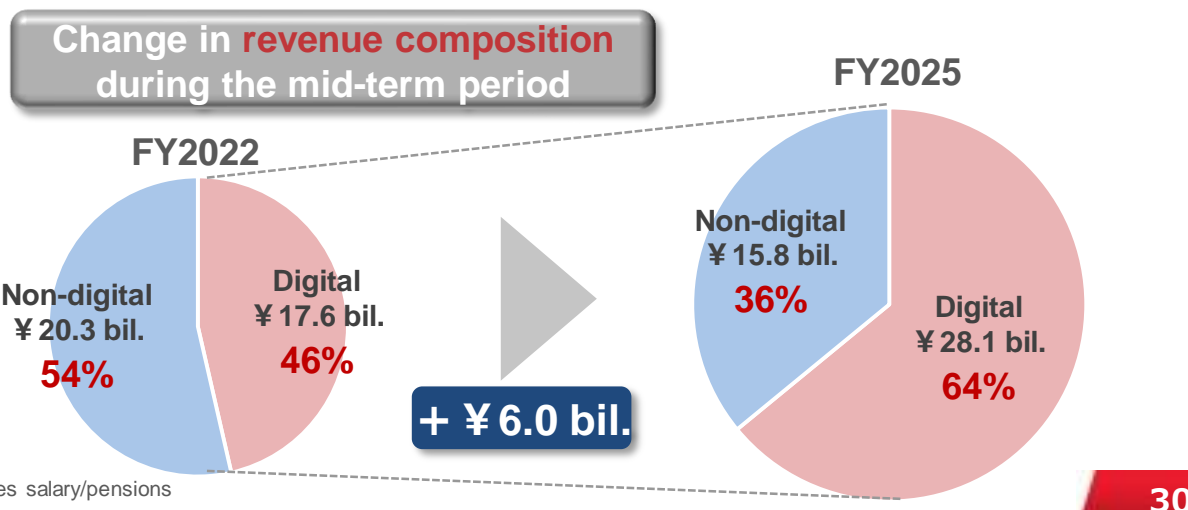 Change in revenue composition
during the mid-term period
FY2022
Non-digital
¥ 20.3 bil.
54%
Digital
¥ 17.6 bil.
46%
+ ¥ 6.0 bil.
FY2025
Non-digital
¥ 15.8 bil.
36%
Digital
¥ 28.1 bil.
64%
salary/pensions
30